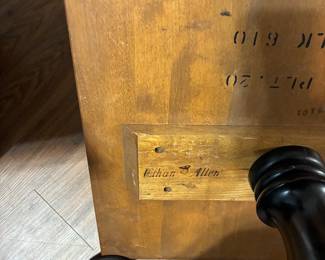 LK 610
PLT. 20
Ethan Allen